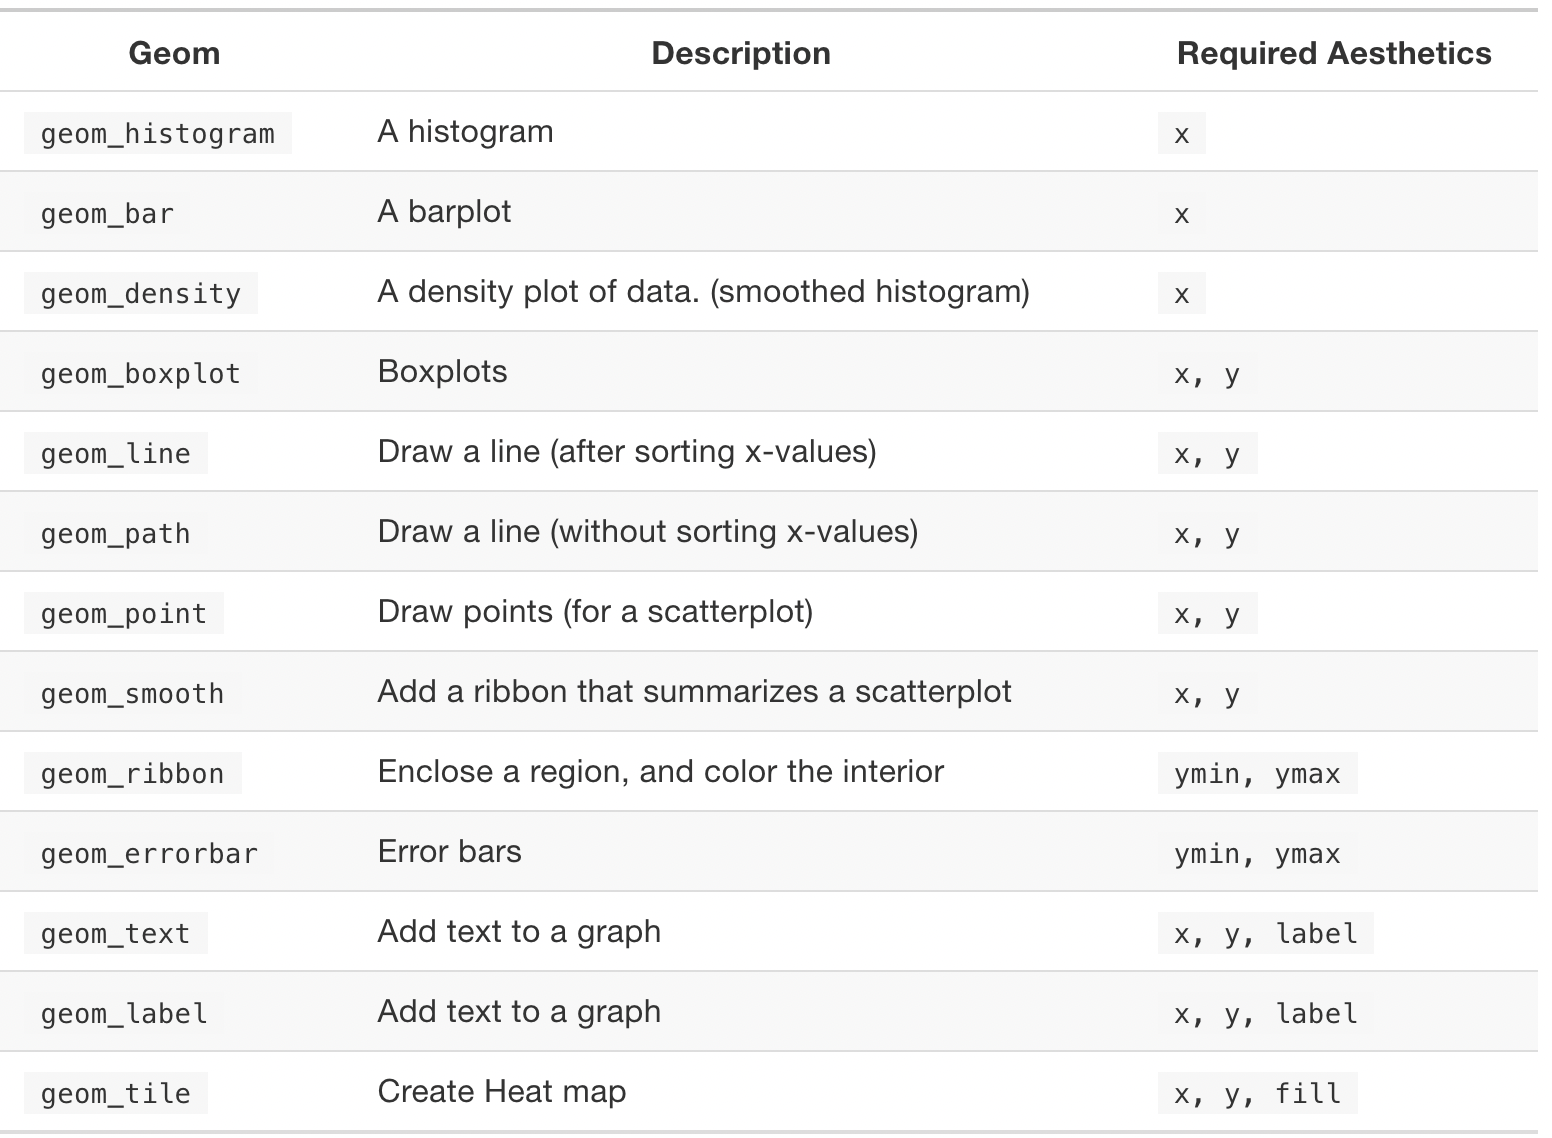 Geom Description Required Aesthetics
geom_histogram A histogram x
geom_bar A barplot x
geom_density A density plot of data. (smoothed histogram) x
geom_boxplot Boxplots x, y
geom_line Draw a line (after sorting x-values) x, y
geom_path Draw a line (without sorting x-values) x, y
geom_point Draw points (for a scatterplot) x, y
geom_smooth Add a ribbon that summarizes a scatterplot x, y
geom_ribbon Enclose a region, and color the interior ymin, ymax
geom_errorbar Error bars ymin, ymax
geom_text Add text to a graph x, y, label
geom_label Add text to a graph x, y, label
geom_tile Create Heat map x, y, fill